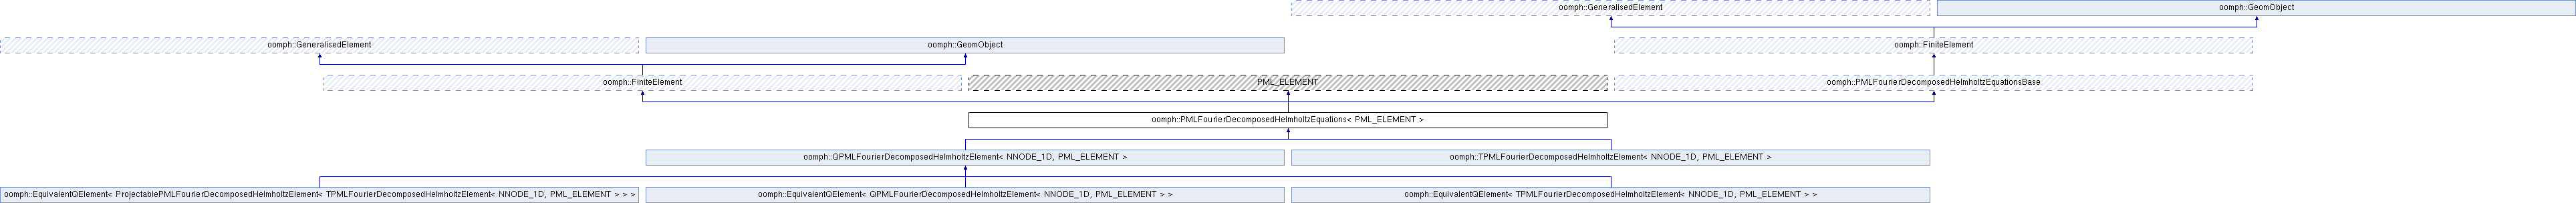 oomph::GeneralisedElement
oomph::GeomObject
oomph::GeneralisedElement
oomph::GeomObject
oomph::FiniteElement
oomph::FiniteElement
PML_ELEMENT
oomph::PMLFourierDecomposedHelmholtzEquationsBase
oomph::PMLFourierDecomposedHelmholtzEquations< PML_ELEMENT >
oomph::QPMLFourierDecomposedHelmholtzElement< NNODE_1D, PML_ELEMENT >
oomph::TPMLFourierDecomposedHelmholtzElement< NNODE_1D, PML_ELEMENT >
oomph::EquivalentQElement< ProjectablePMLFourierDecomposedHelmholtzElement< TPMLFourierDecomposedHelmholtzElement< NNODE_1D, PML_ELEMENT > > >
oomph::EquivalentQElement< QPMLFourierDecomposedHelmholtzElement< NNODE_1D, PML_ELEMENT > >
oomph::EquivalentQElement< TPMLFourierDecomposedHelmholtzElement< NNODE_1D, PML_ELEMENT > >